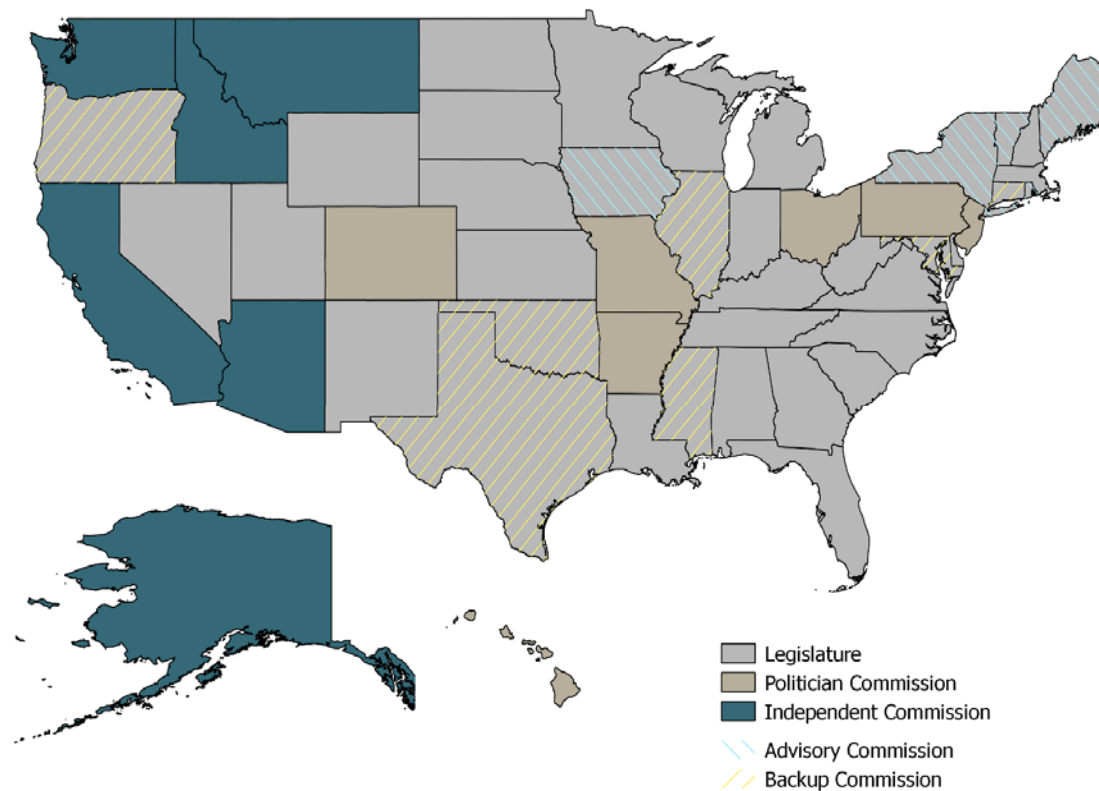 Legislature
Politician Commission
Independent Commission
Advisory Commission
Backup Commission